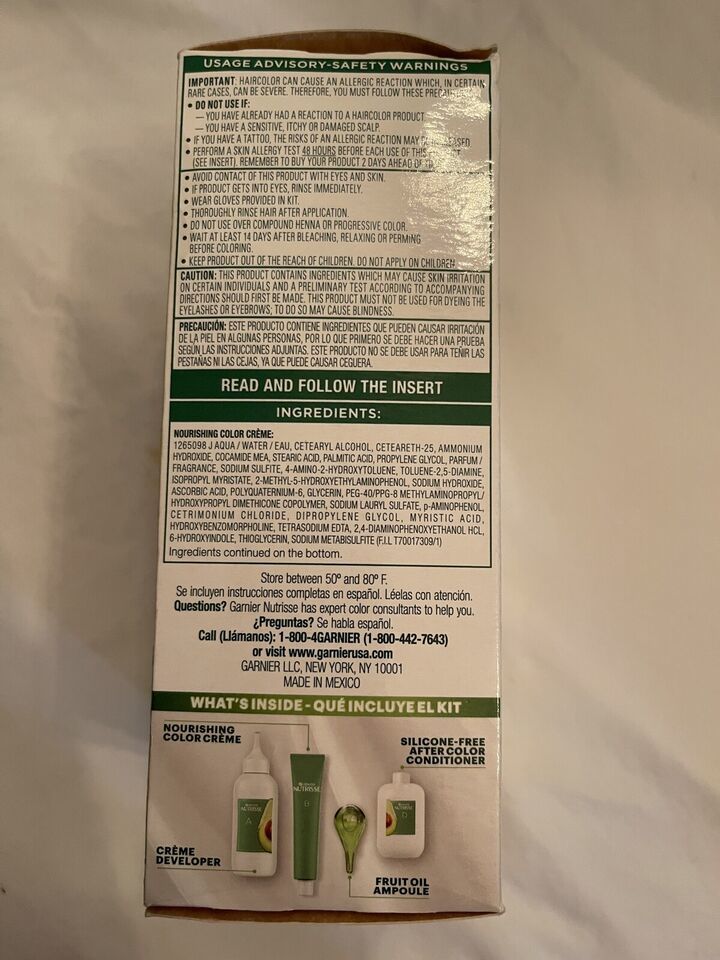 USAGE ADVISORY-SAFETY WARNINGS
IMPORTANT: HAIRCOLOR CAN CAUSE AN ALLERGIC REACTION WHICH, IN CERTAIN
RARE CASES, CAN BE SEVERE. THEREFORE, YOU MUST FOLLOW THESE
• DO NOT USE IF:
— YOU HAVE ALREADY HAD A REACTION TO A HAIRCOLOR PRODUCT
— YOU HAVE A SENSITIVE, ITCHY OR DAMAGED SCALP.
• IF YOU HAVE A TATTOO, THE RISKS OF AN ALLERGIC REACTION MAY
• PERFORM A SKIN ALLERGY TEST 48 HOURS BEFORE EACH USE OF THIS
(SEE INSERT). REMEMBER TO BUY YOUR PRODUCT 2 DAYS AHEAD OF
• AVOID CONTACT OF THIS PRODUCT WITH EYES AND SKIN.
• IF PRODUCT GETS INTO EYES, RINSE IMMEDIATELY.
• WEAR GLOVES PROVIDED IN KIT.
• THOROUGHLY RINSE HAIR AFTER APPLICATION.
• DO NOT USE OVER COMPOUND HENNA OR PROGRESSIVE COLOR.
• WAIT AT LEAST 14 DAYS AFTER BLEACHING, RELAXING OR PERMING
BEFORE COLORING.
• KEEP PRODUCT OUT OF THE REACH OF CHILDREN. DO NOT APPLY ON CHILDREN.
CAUTION: THIS PRODUCT CONTAINS INGREDIENTS WHICH MAY CAUSE SKIN IRRITATION
ON CERTAIN INDIVIDUALS AND A PRELIMINARY TEST ACCORDING TO ACCOMPANYING
DIRECTIONS SHOULD FIRST BE MADE. THIS PRODUCT MUST NOT BE USED FOR DYEING THE
EYELASHES OR EYEBROWS; TO DO SO MAY CAUSE BLINDNESS.
PRECAUCIÓN: ESTE PRODUCTO CONTIENE INGREDIENTES QUE PUEDEN CAUSAR IRRITACIÓN
DE LA PIEL EN ALGUNAS PERSONAS, POR LO QUE PRIMERO SE DEBE HACER UNA PRUEBA
SEGÚN LAS INSTRUCCIONES ADJUNTAS. ESTE PRODUCTO NO SE DEBE USAR PARA TEÑIR LAS
PESTAÑAS NI LAS CEJAS, YA QUE PUEDE CAUSAR CEGUERA.
READ AND FOLLOW THE INSERT
INGREDIENTS:
NOURISHING COLOR CRÈME:
1265098 J AQUA / WATER / EAU, CETEARYL ALCOHOL, CETEARETH-25, AMMONIUM
HYDROXIDE, COCAMIDE MEA, STEARIC ACID, PALMITIC ACID, PROPYLENE GLYCOL, PARFUM /
FRAGRANCE, SODIUM SULFITE, 4-AMINO-2-HYDROXYTOLUENE, TOLUENE-2,5-DIAMINE,
ISOPROPYL MYRISTATE, 2-METHYL-5-HYDROXYETHYLAMINOPHENOL, SODIUM HYDROXIDE,
ASCORBIC ACID, POLYQUATERNIUM-6, GLYCERIN, PEG-40/PPG-8 METHYLAMINOPROPYL/
HYDROXYPROPYL DIMETHICONE COPOLYMER, SODIUM LAURYL SULFATE, p-AMINOPHENOL,
CETRIMONIUM CHLORIDE, DIPROPYLENE GLYCOL, MYRISTIC ACID,
HYDROXYBENZOMORPHOLINE, TETRASODIUM EDTA, 2,4-DIAMINOPHENOXYETHANOL HCL,
6-HYDROXYINDOLE, THIOGLYCERIN, SODIUM METABISULFITE (F.I.L T70017309/1)
Ingredients continued on the bottom.
Store between 50° and 80° F.
Se incluyen instrucciones completas en español. Léelas con atención.
Questions? Garnier Nutrisse has expert color consultants to help you.
¿Preguntas? Se habla español.
Call (Llámanos): 1-800-4GARNIER (1-800-442-7643)
or visit www.garnierusa.com
GARNIER LLC, NEW YORK, NY 10001
MADE IN MEXICO
WHAT'S INSIDE - QUÉ INCLUYE EL KIT
NOURISHING
COLOR CRÈME
SILICONE-FREE
AFTER COLOR
CONDITIONER
NUTRISSE
A
NUTRISSE
B
NUTRISSE
D
CRÈME
DEVELOPER
FRUIT OIL
AMPOULE